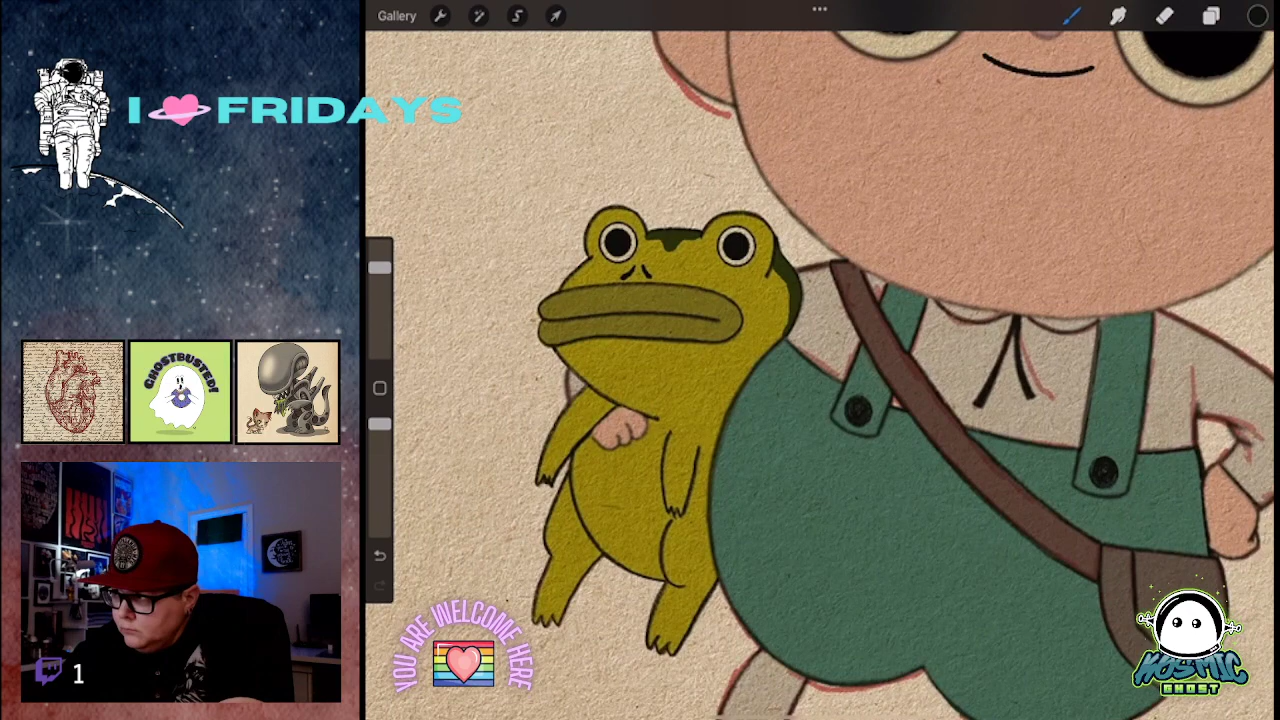 Gallery
I FRIDAYS
GHOSTBUSTED!
YOU ARE WELCOME HERE
1
KOSMIC
GHOST